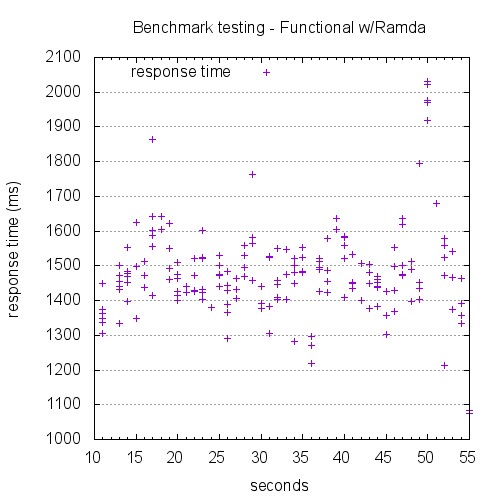 Benchmark testing - Functional w/Ramda
response time
response time (ms)
2100
2000
1900
1800
1700
1600
1500
1400
1300
1200
1100
1000
10 15 20 25 30 35 40 45 50 55
seconds